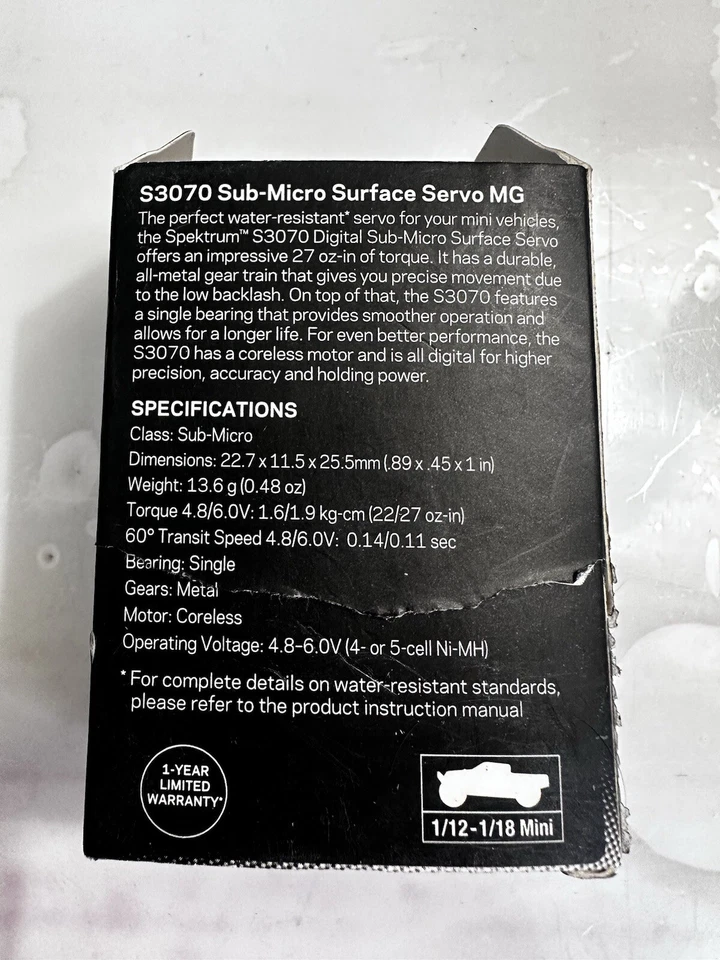 S3070 Sub-Micro Surface Servo MG
The perfect water-resistant* servo for your mini vehicles,
the Spektrum™ S3070 Digital Sub-Micro Surface Servo
offers an impressive 27 oz-in of torque. It has a durable,
all-metal gear train that gives you precise movement due
to the low backlash. On top of that, the S3070 features
a single bearing that provides smoother operation and
allows for a longer life. For even better performance, the
S3070 has a coreless motor and is all digital for higher
precision, accuracy and holding power.
SPECIFICATIONS
Class: Sub-Micro
Dimensions: 22.7 x 11.5 x 25.5mm (.89 x .45 x 1 in)
Weight: 13.6 g (0.48 oz)
Torque 4.8/6.0V: 1.6/1.9 kg-cm (22/27 oz-in)
60° Transit Speed 4.8/6.0V: 0.14/0.11 sec
Bearing: Single
Gears: Metal
Motor: Coreless
Operating Voltage: 4.8–6.0V (4- or 5-cell Ni-MH)
* For complete details on water-resistant standards,
please refer to the product instruction manual
1-YEAR
LIMITED
WARRANTY*
1/12-1/18 Mini